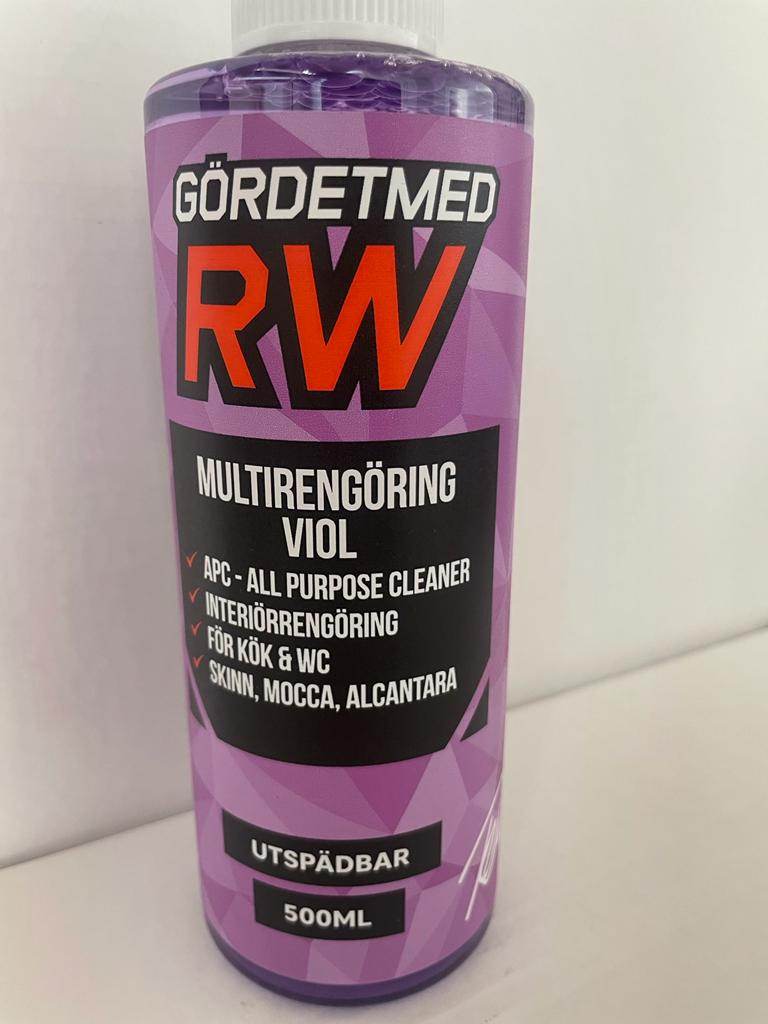 GÖRDETMED
RW
MULTIRENGÖRING
VIOL
APC - ALL PURPOSE CLEANER
INTERIÖRRENGÖRING
FÖR KÖK & WC
SKINN, MOCCA, ALCANTARA
UTSPÄDBAR
500ML